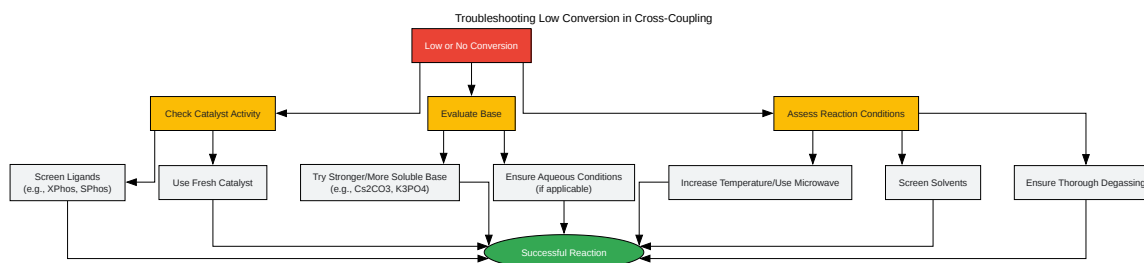 Troubleshooting Low Conversion in Cross-Coupling
Low or No Conversion
Check Catalyst Activity
Evaluate Base
Assess Reaction Conditions
Screen Ligands
(e.g., XPhos, SPhos)
Use Fresh Catalyst
Try Stronger/More Soluble Base
(e.g., Cs2CO3, K3PO4)
Ensure Aqueous Conditions
(if applicable)
Increase Temperature/Use Microwave
Screen Solvents
Ensure Thorough Degassing
Successful Reaction